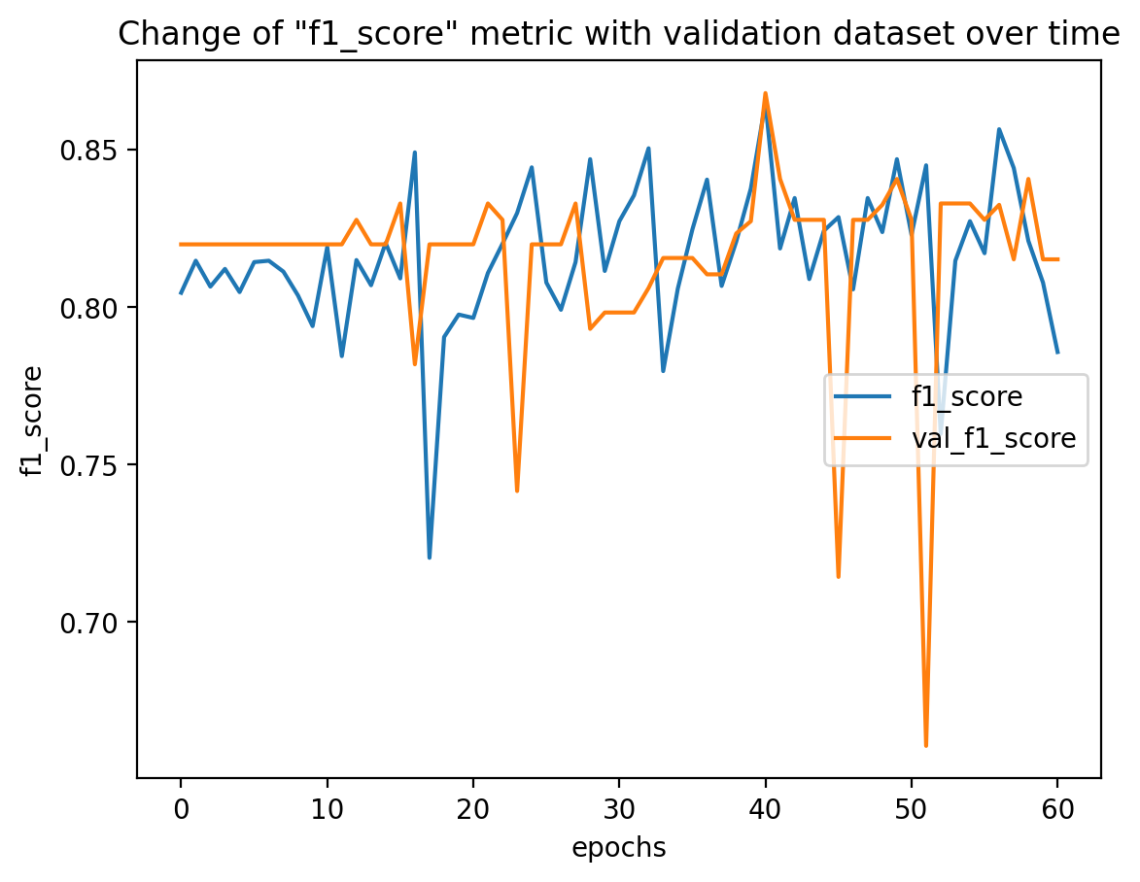 Change of "f1_score" metric with validation dataset over time
0.85
0.80
0.75
0.70
f1_score
f1_score
val_f1_score
0 10 20 30 40 50 60
epochs